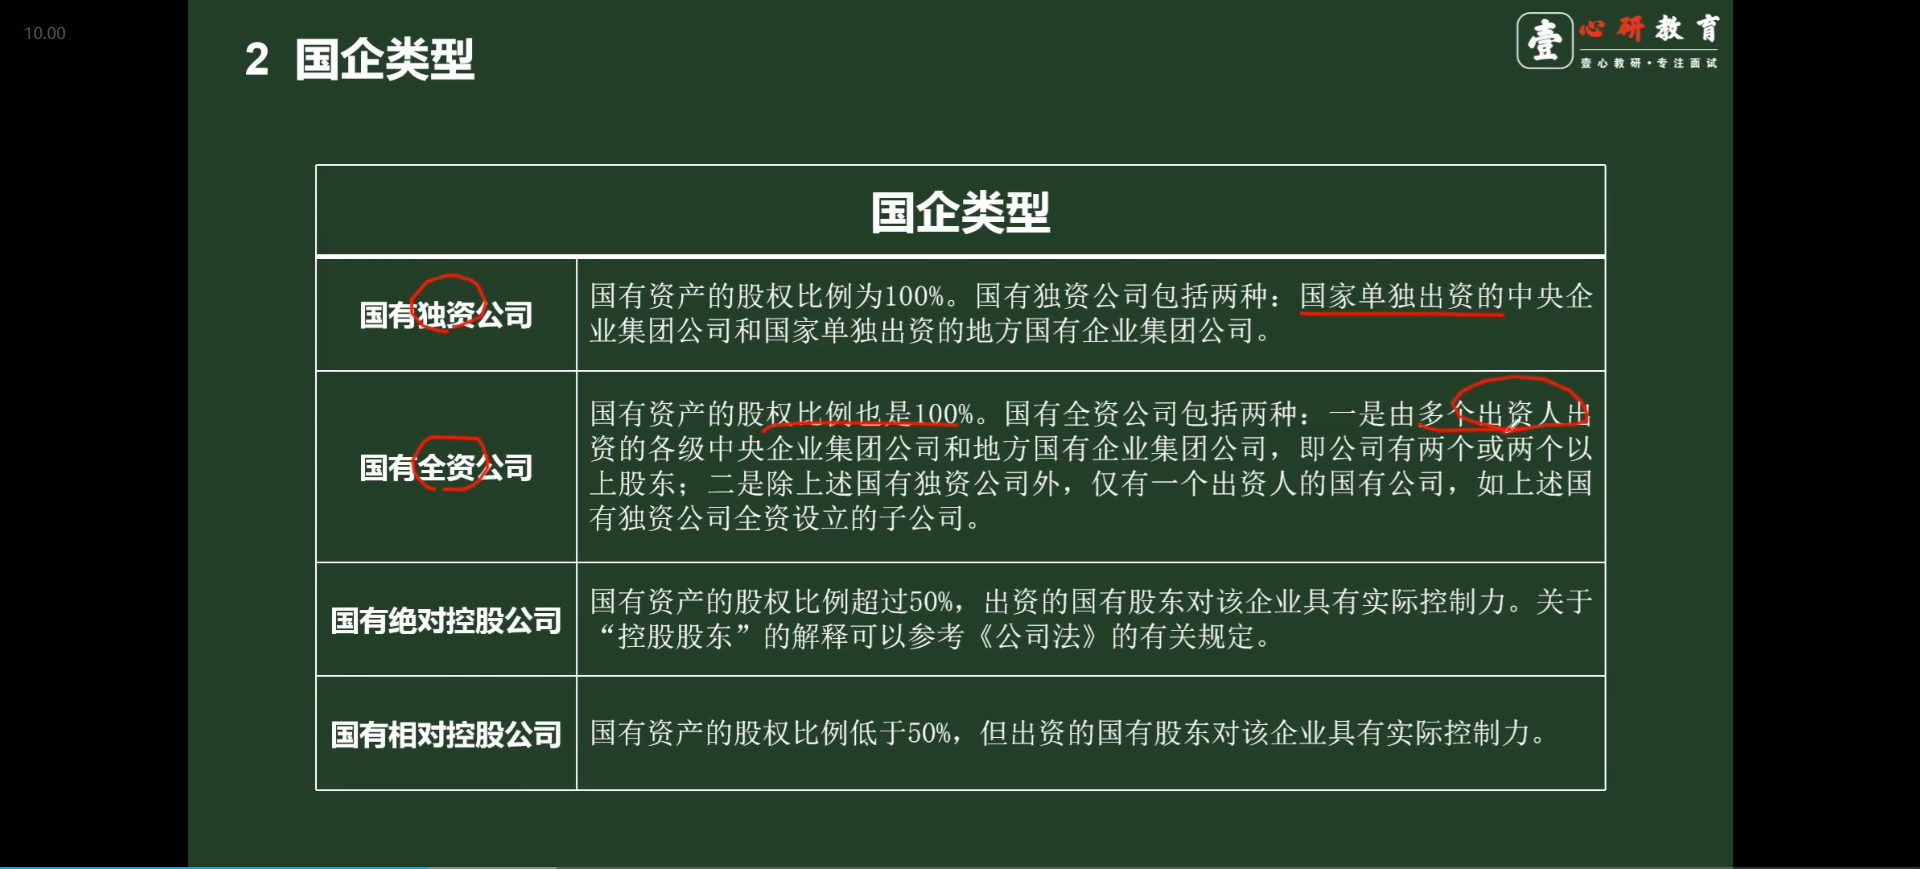 10.00
2 国企类型
壹 心研教育
壹心教研·专注面试
国企类型
国有独资公司
国有资产的股权比例为100%。国有独资公司包括两种：国家单独出资的中央企
业集团公司和国家单独出资的地方国有企业集团公司。
国有全资公司
国有资产的股权比例也是100%。国有全资公司包括两种：一是由多个出资人出
资的各级中央企业集团公司和地方国有企业集团公司，即公司有两个或两个以
上股东；二是除上述国有独资公司外，仅有一个出资人的国有公司，如上述国
有独资公司全资设立的子公司。
国有绝对控股公司
国有资产的股权比例超过50%，出资的国有股东对该企业具有实际控制力。关于
“控股股东”的解释可以参考《公司法》的有关规定。
国有相对控股公司
国有资产的股权比例低于50%，但出资的国有股东对该企业具有实际控制力。